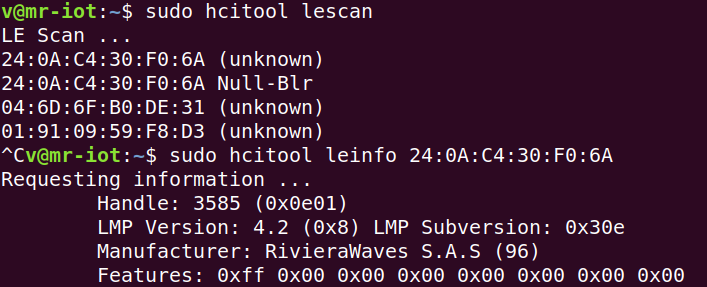 v@mr-iot:~$ sudo hcitool lescan
LE Scan ...
24:0A:C4:30:F0:6A (unknown)
24:0A:C4:30:F0:6A Null-Blr
04:6D:6F:B0:DE:31 (unknown)
01:91:09:59:F8:D3 (unknown)
^Cv@mr-iot:~$ sudo hcitool leinfo 24:0A:C4:30:F0:6A
Requesting information ...
Handle: 3585 (0x0e01)
LMP Version: 4.2 (0x8) LMP Subversion: 0x30e
Manufacturer: RivieraWaves S.A.S (96)
Features: 0xff 0x00 0x00 0x00 0x00 0x00 0x00 0x00